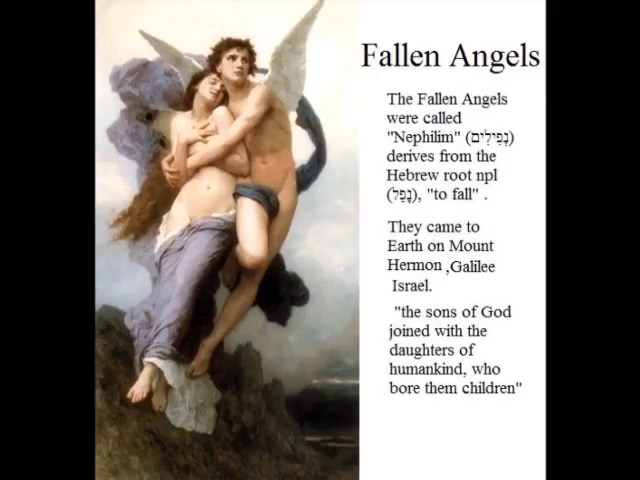 Fallen Angels
The Fallen Angels
were called
"Nephilim" (נְפִילִים)
derives from the
Hebrew root npl
(נָפַל), "to fall" .
They came to
Earth on Mount
Hermon ,Galilee
Israel.
"the sons of God
joined with the
daughters of
humankind, who
bore them children"